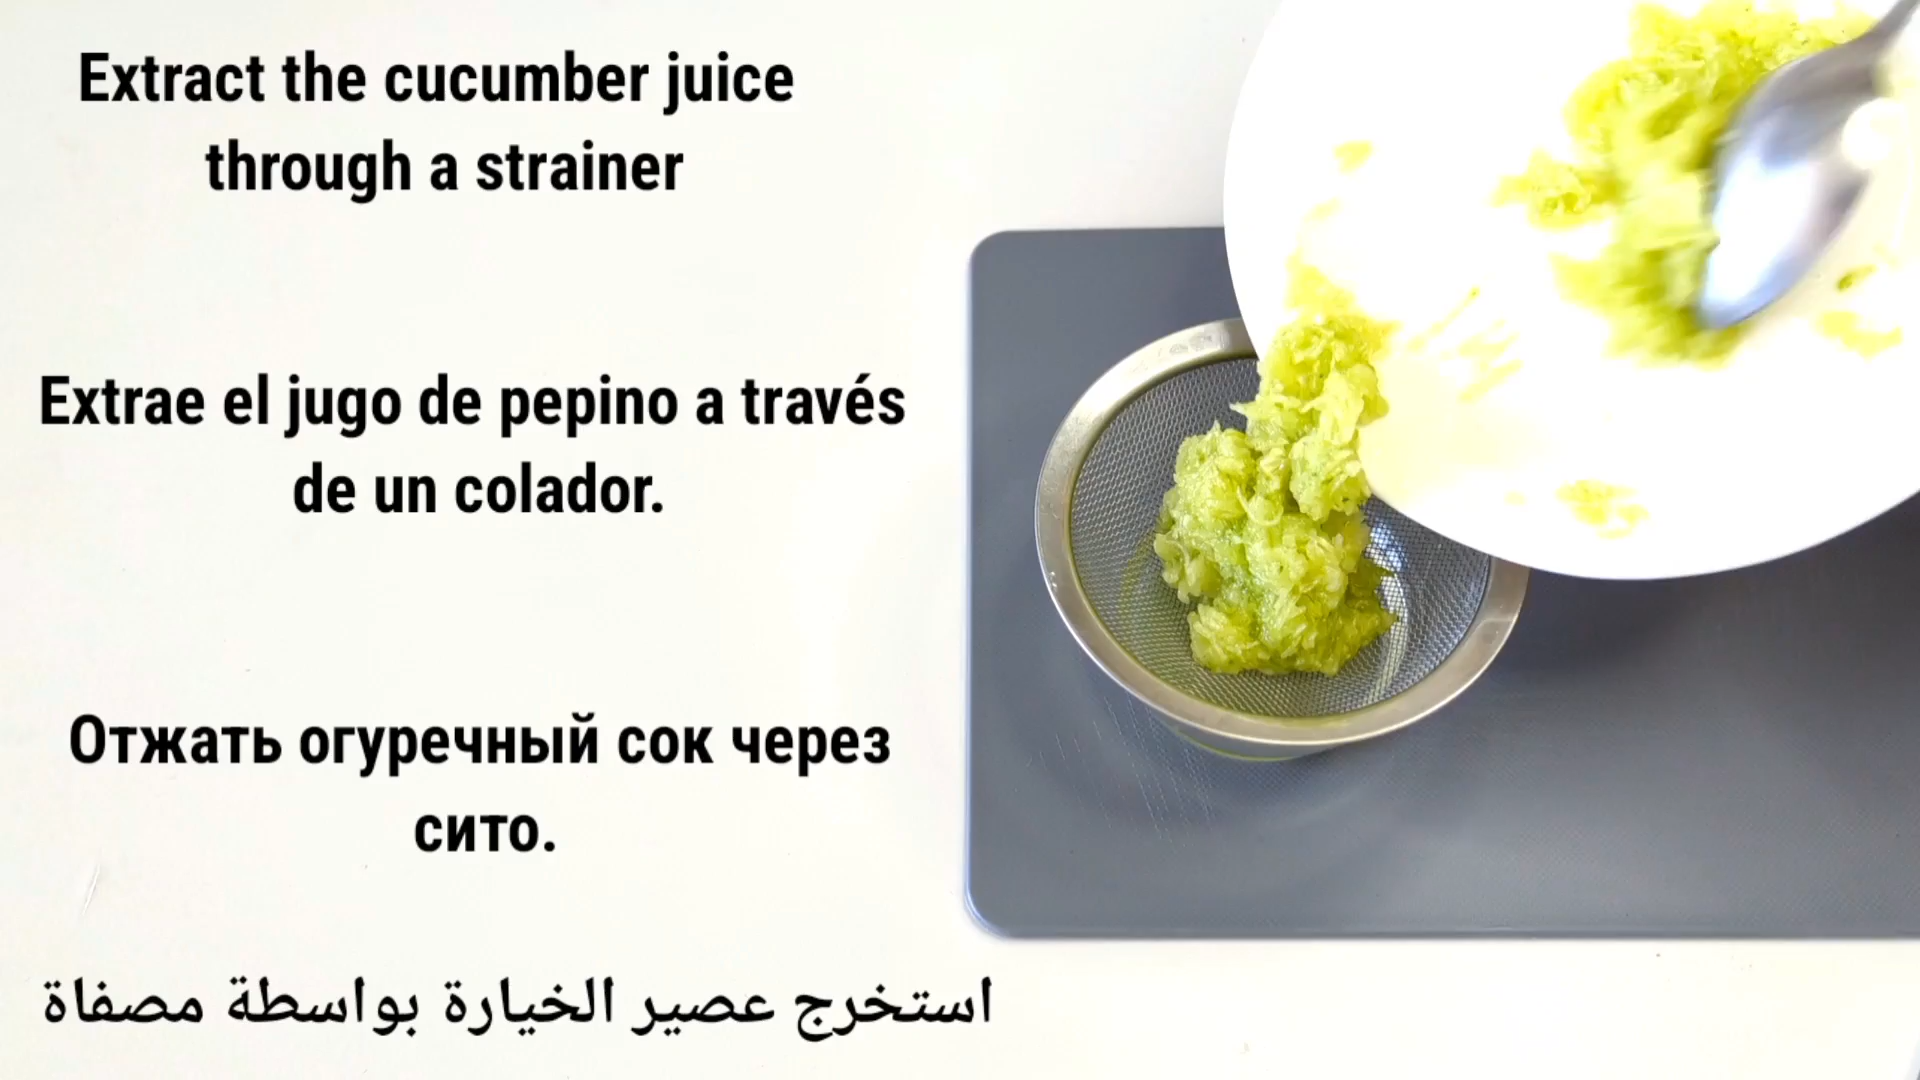 Extract the cucumber juice
through a strainer
Extrae el jugo de pepino a través
de un colador.
Отжать огуречный сок через
сито.
استخرج عصير الخيارة بواسطة مصفاة